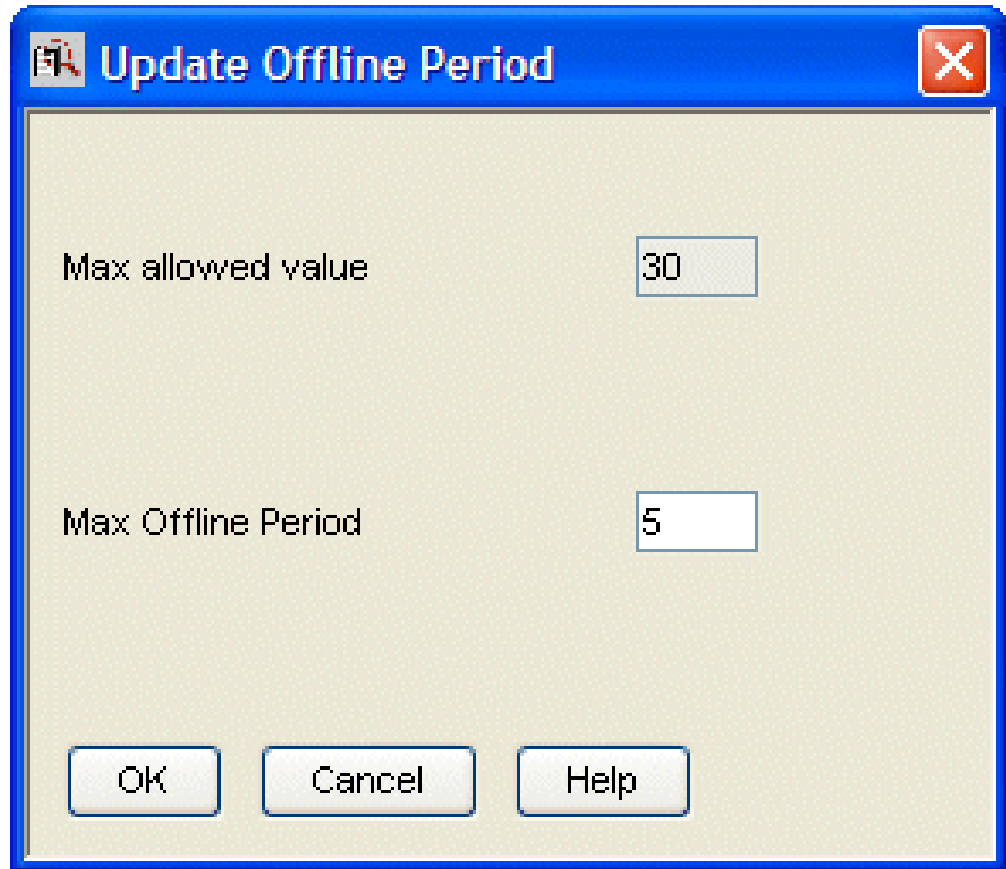 Update Offline Period
Max allowed value 30
Max Offline Period 5
OK Cancel Help